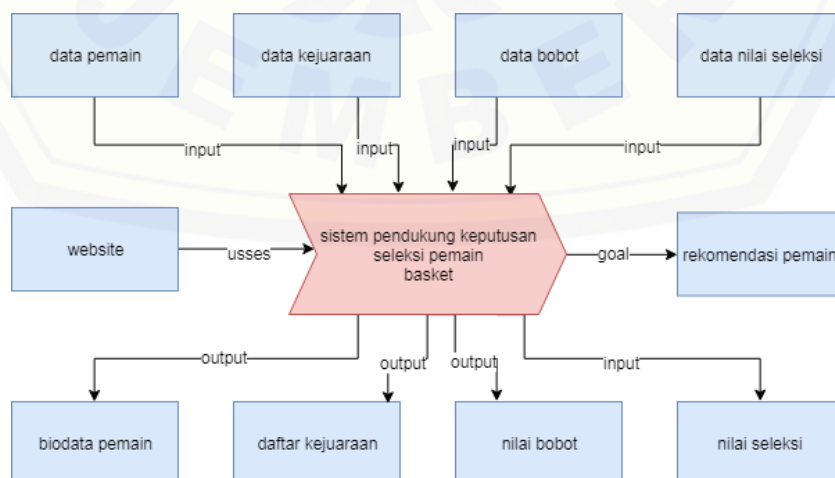 data pemain
data kejuaraan
data bobot
data nilai seleksi
input
input
input
input
website
usses
sistem pendukung keputusan
seleksi pemain
basket
goal
rekomendasi pemain
output
output
output
input
biodata pemain
daftar kejuaraan
nilai bobot
nilai seleksi